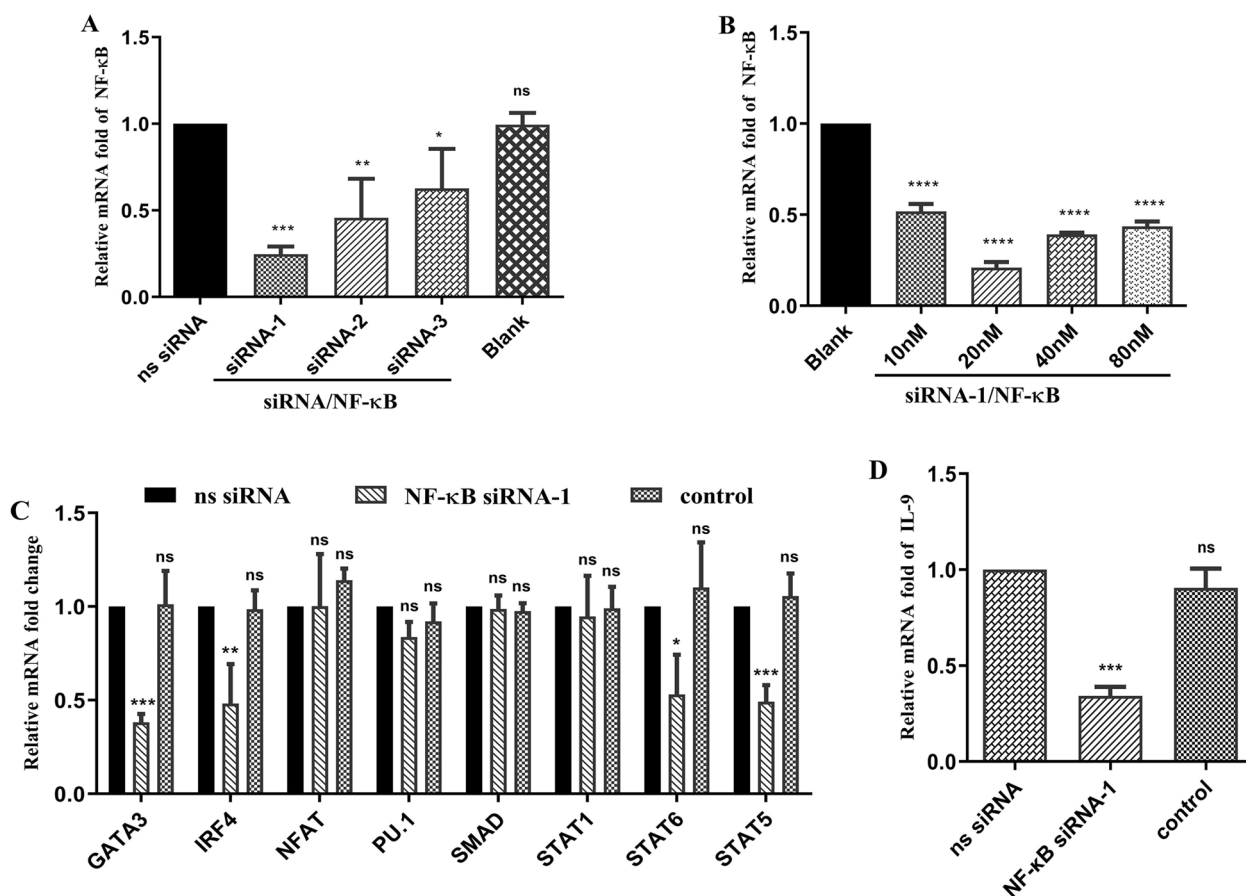 A
Relative mRNA fold of NF-κB
1.5
1.0
0.5
0.0
***
**
*
ns
ns siRNA
siRNA-1
siRNA-2
siRNA-3
Blank
siRNA/NF-κB
B
Relative mRNA fold of NF-κB
1.5
1.0
0.5
0.0
****
****
****
****
Blank
10nM
20nM
40nM
80nM
siRNA-1/NF-κB
C
ns siRNA
NF-κB siRNA-1
control
Relative mRNA fold change
1.5
1.0
0.5
0.0
***
ns
**
ns
ns
ns
ns
ns
ns
ns
ns
ns
*
ns
***
ns
GATA3
IRF4
NFAT
PU.1
SMAD
STAT1
STAT6
STAT5
D
Relative mRNA fold of IL-9
1.5
1.0
0.5
0.0
***
ns
ns siRNA
NF-κB siRNA-1
control